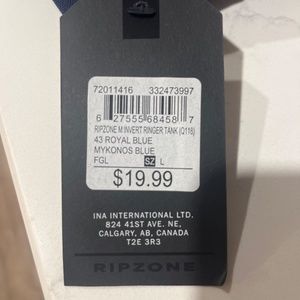 72011416 332473997
6 27555 68458 7
RIPZONE M INVERT RINGER TANK (Q118)
43 ROYAL BLUE
MYKONOS BLUE
FGL SZ L
$19.99
INA INTERNATIONAL LTD.
824 41ST AVE. NE,
CALGARY, AB, CANADA
T2E 3R3
RIPZONE